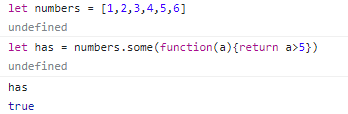 let numbers = [1,2,3,4,5,6]
undefined
let has = numbers.some(function(a){return a>5})
undefined
has
true